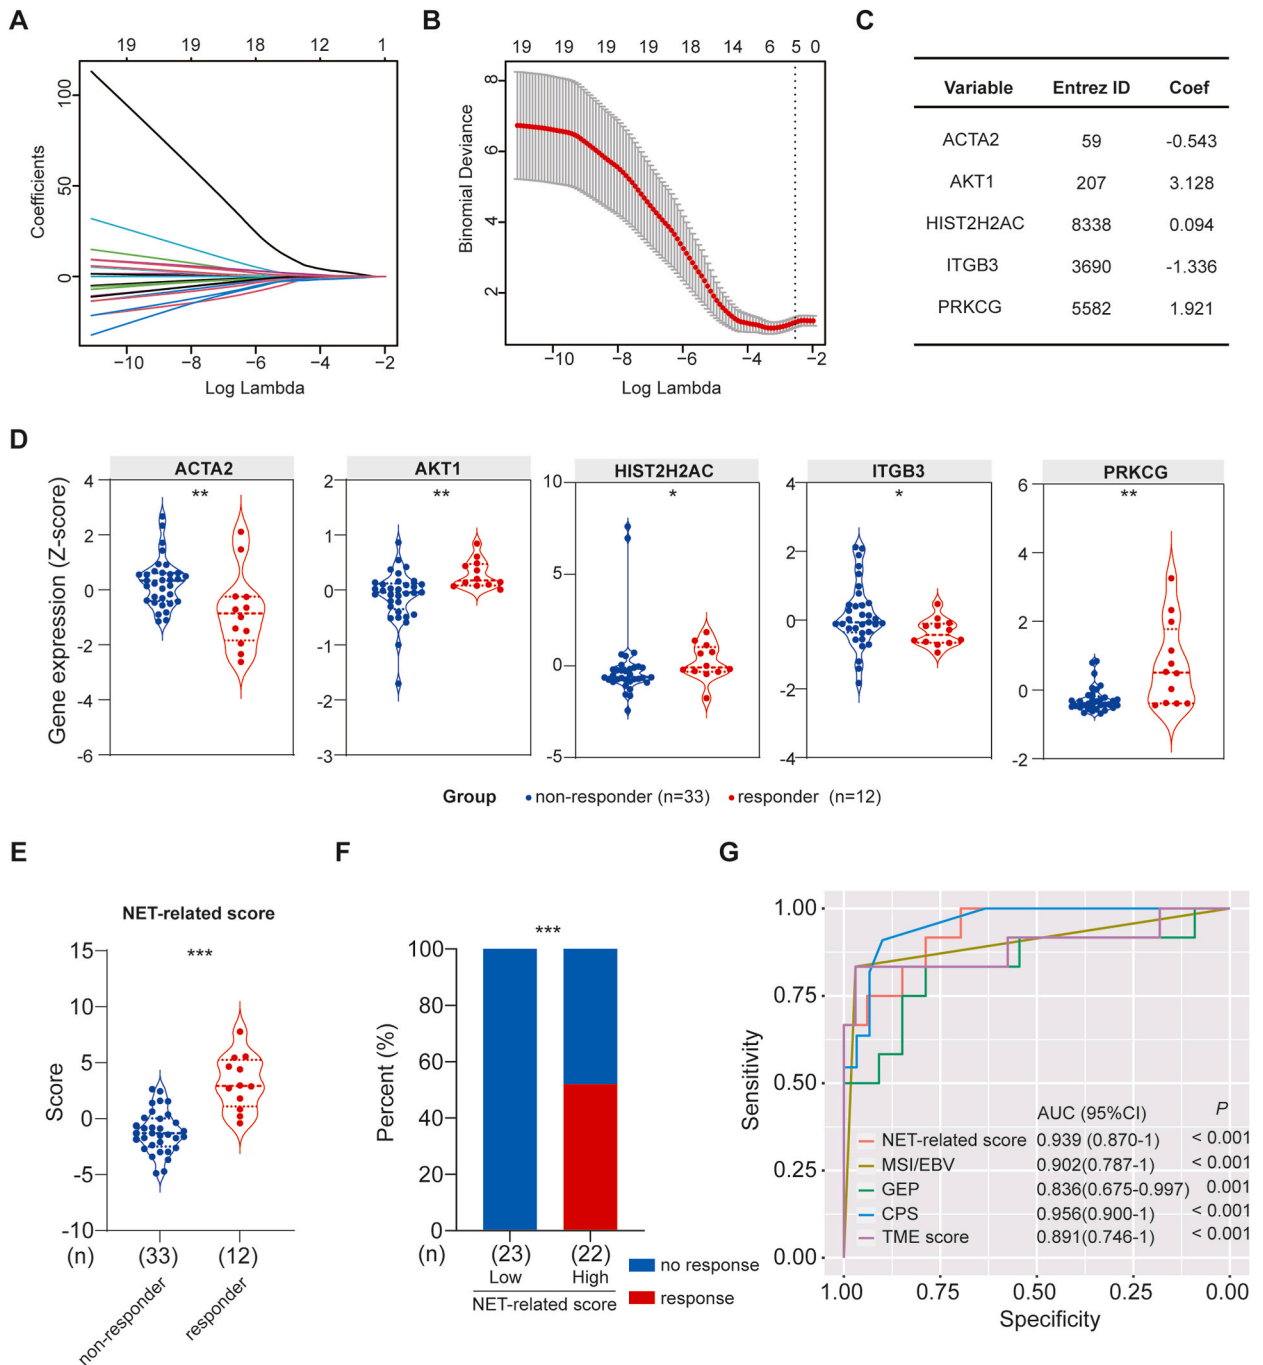 A
19 19 18 12 1
100
50
0
Coefficients
−10 −8 −6 −4 −2
Log Lambda
B
19 19 19 19 18 14 6 5 0
8
6
4
2
Binomial Deviance
−10 −8 −6 −4 −2
Log Lambda
C
Variable Entrez ID Coef
ACTA2 59 -0.543
AKT1 207 3.128
HIST2H2AC 8338 0.094
ITGB3 3690 -1.336
PRKCG 5582 1.921
D
Gene expression (Z-score)
ACTA2
**
4
2
0
-2
-4
-6
AKT1
**
2
1
0
-1
-2
-3
HIST2H2AC
*
10
5
0
-5
ITGB3
*
4
2
0
-2
-4
PRKCG
**
6
4
2
0
-2
Group non-responder (n=33) responder (n=12)
E
NET-related score
***
15
10
5
0
-5
-10
Score
(n) (33) (12)
non-responder
responder
F
***
100
80
60
40
20
0
Percent (%)
(n) (23) (22)
Low High
NET-related score
no response
response
G
1.00
0.75
0.50
0.25
0.00
Sensitivity
AUC (95%CI) P
NET-related score 0.939 (0.870-1) < 0.001
MSI/EBV 0.902(0.787-1) < 0.001
GEP 0.836(0.675-0.997) 0.001
CPS 0.956(0.900-1) < 0.001
TME score 0.891(0.746-1) < 0.001
1.00 0.75 0.50 0.25 0.00
Specificity